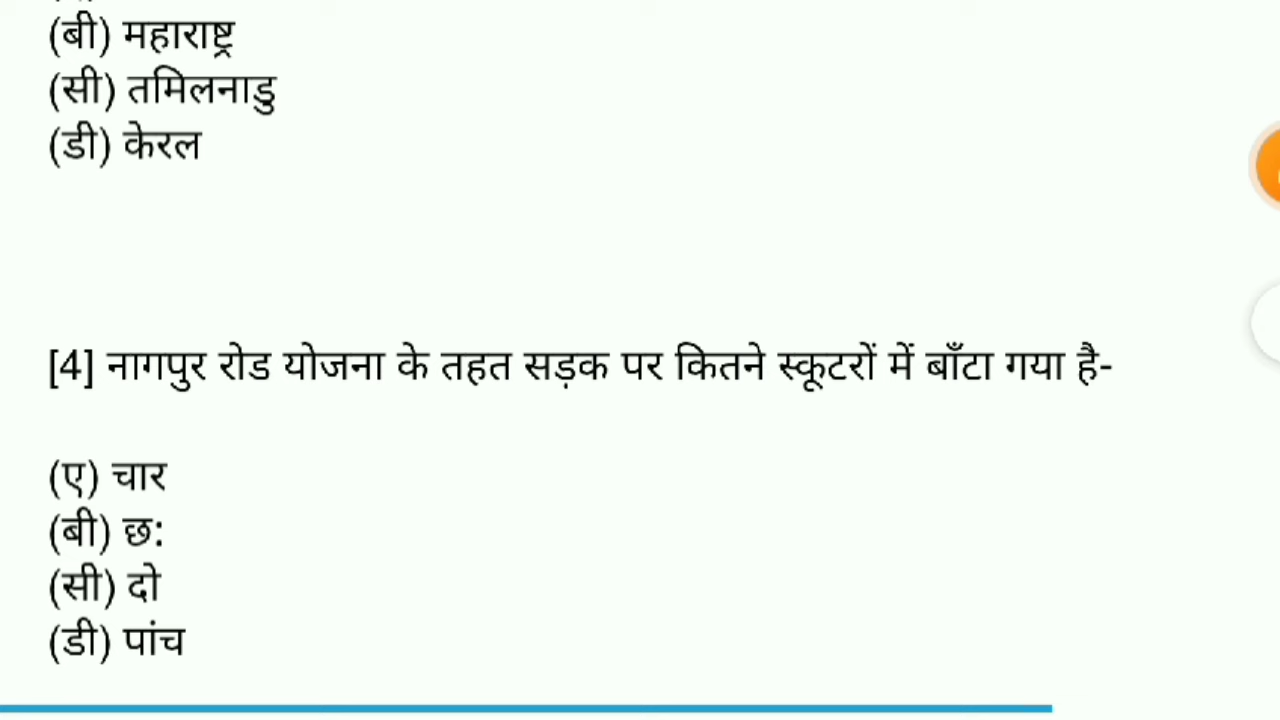 (बी) महाराष्ट्र
(सी) तमिलनाडु
(डी) केरल
[4] नागपुर रोड योजना के तहत सड़क पर कितने स्कूटरों में बाँटा गया है-
(ए) चार
(बी) छ:
(सी) दो
(डी) पांच